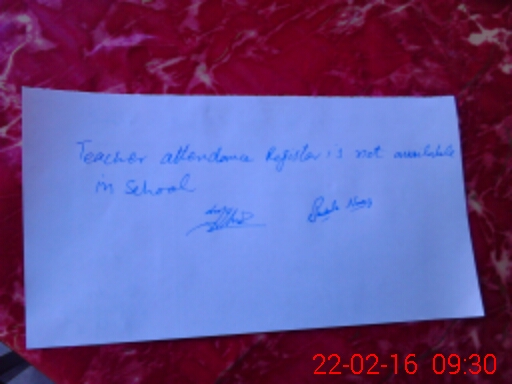 Teacher attendance Register is not available
in School
22-02-16 09:30